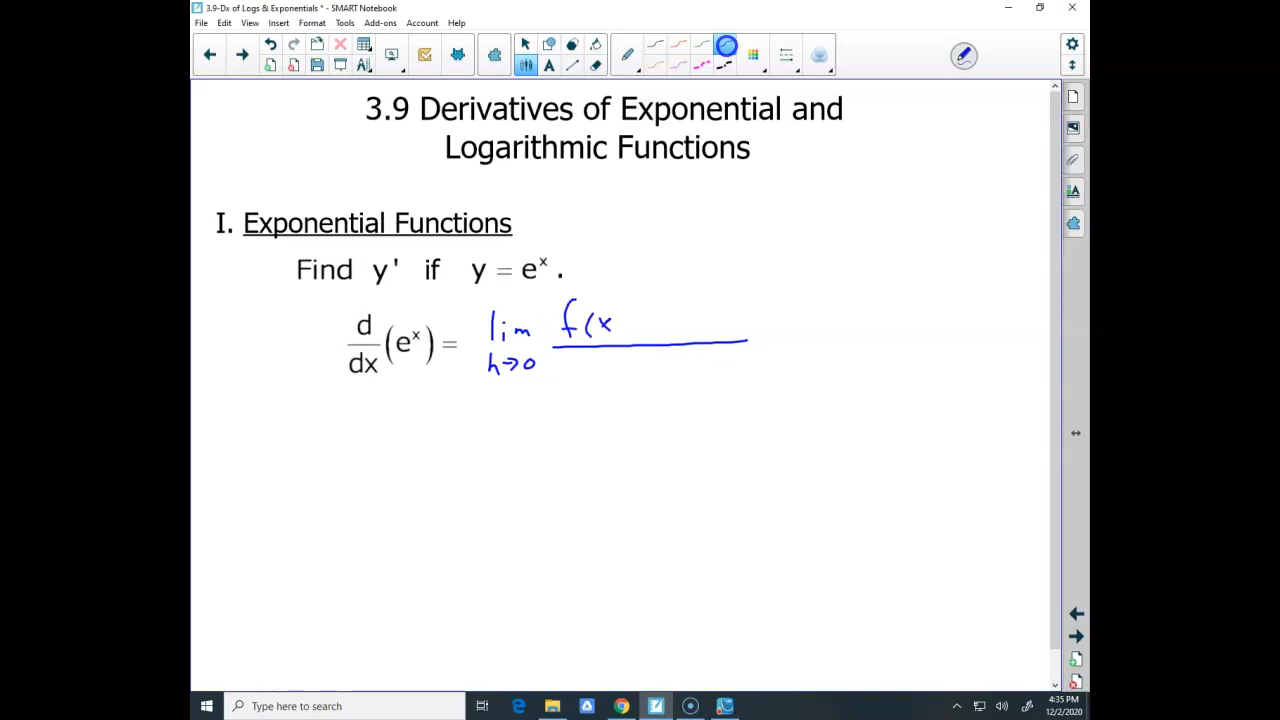 3.9-Dx of Logs & Exponentials * - SMART Notebook
File Edit View Insert Format Tools Add-ons Account Help
3.9 Derivatives of Exponential and
Logarithmic Functions
I. Exponential Functions
Find y' if y = eˣ .
d/dx (eˣ) = lim h→0 f(x
Type here to search
4:35 PM
12/2/2020